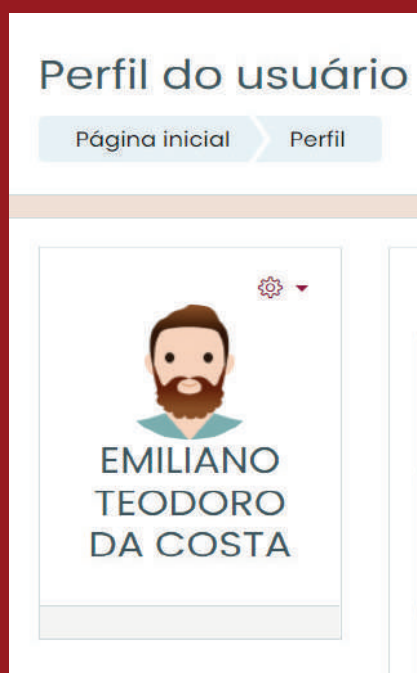 Perfil do usuário
Página inicial Perfil
EMILIANO
TEODORO
DA COSTA